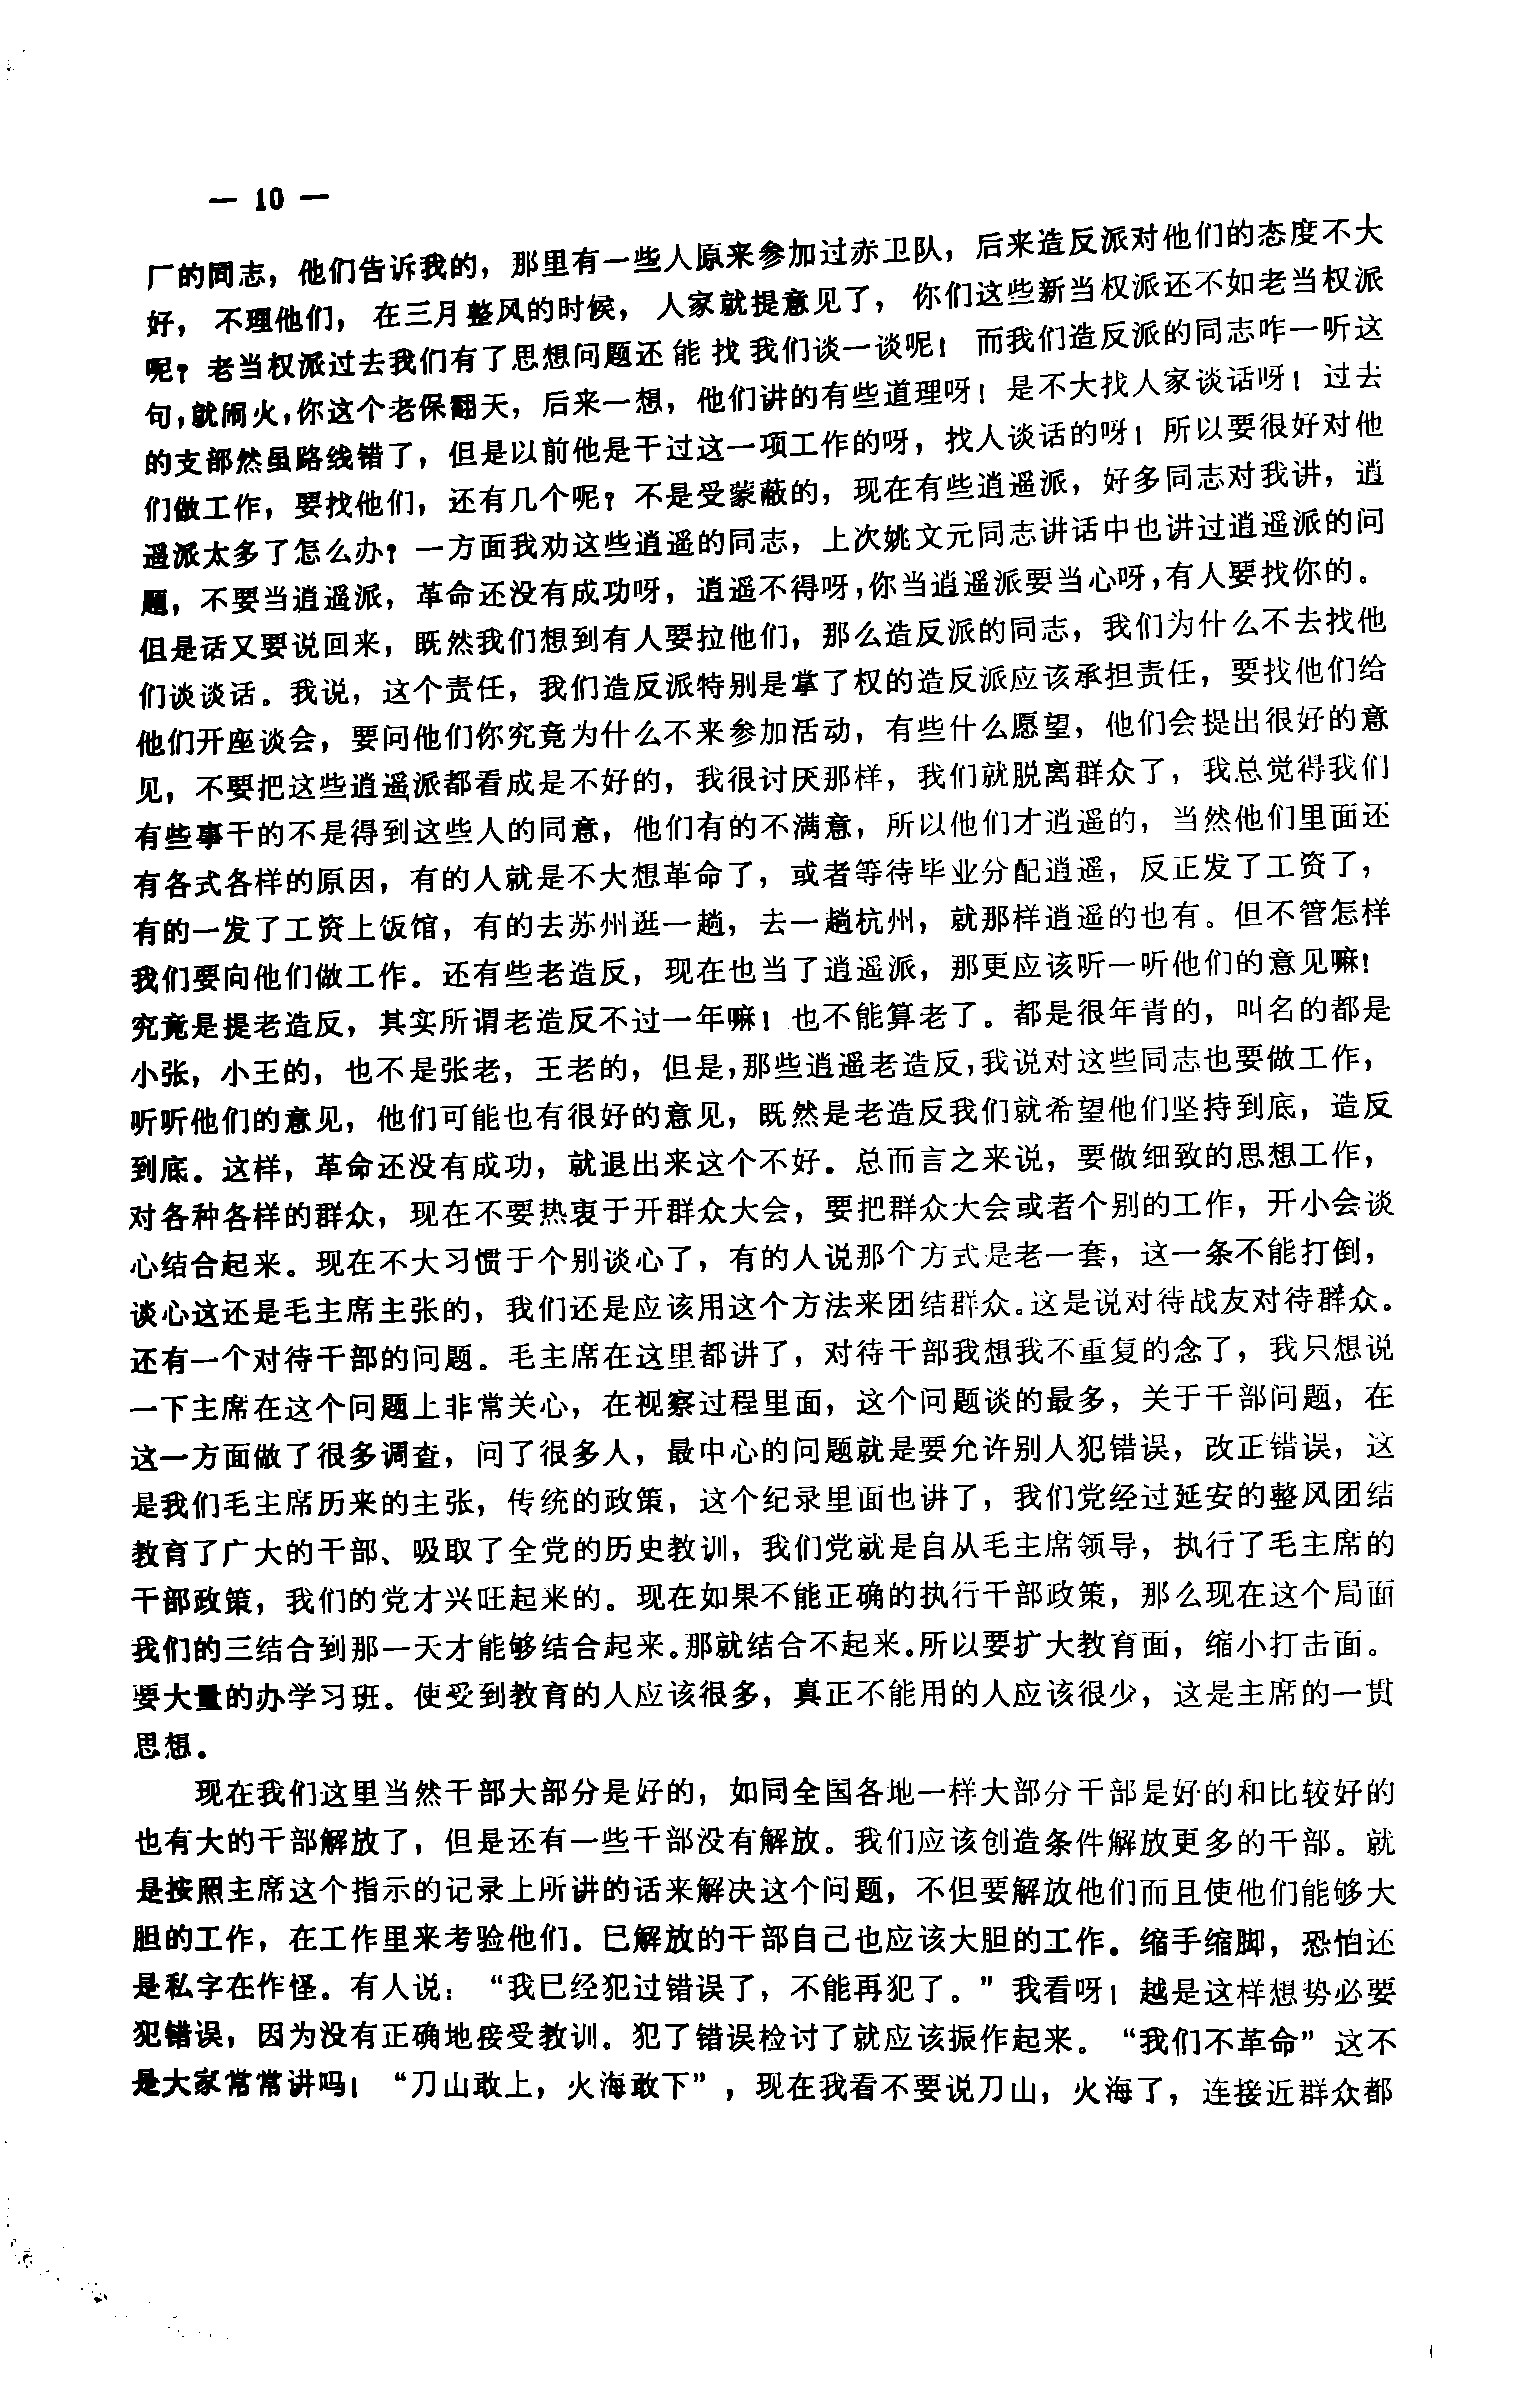 — 10 —
厂的同志，他们告诉我的，那里有一些人原来参加过赤卫队，后来造反派对他们的态度不大
好，不理他们，在三月整风的时候，人家就提意见了，你们这些新当权派还不如老当权派
呢？老当权派过去我们有了思想问题还能找我们谈一谈呢！而我们造反派的同志咋一听这
句，就闹火，你这个老保翻天，后来一想，他们讲的有些道理呀！是不大找人家谈话呀！过去
的支部然虽路线错了，但是以前他是干过这一项工作的呀，找人谈话的呀！所以要很好对他
们做工作，要找他们，还有几个呢？不是受蒙蔽的，现在有些逍遥派，好多同志对我讲，逍
遥派太多了怎么办？一方面我劝这些逍遥的同志，上次姚文元同志讲话中也讲过逍遥派的问
题，不要当逍遥派，革命还没有成功呀，逍遥不得呀，你当逍遥派要当心呀，有人要找你的。
但是话又要说回来，既然我们想到有人要拉他们，那么造反派的同志，我们为什么不去找他
们谈谈话。我说，这个责任，我们造反派特别是掌了权的造反派应该承担责任，要找他们给
他们开座谈会，要问他们你究竟为什么不来参加活动，有些什么愿望，他们会提出很好的意
见，不要把这些逍遥派都看成是不好的，我很讨厌那样，我们就脱离群众了，我总觉得我们
有些事干的不是得到这些人的同意，他们有的不满意，所以他们才逍遥的，当然他们里面还
有各式各样的原因，有的人就是不大想革命了，或者等待毕业分配逍遥，反正发了工资了，
有的一发了工资上饭馆，有的去苏州逛一趟，去一趟杭州，就那样逍遥的也有。但不管怎样
我们要向他们做工作。还有些老造反，现在也当了逍遥派，那更应该听一听他们的意见嘛！
究竟是提老造反，其实所谓老造反不过一年嘛！也不能算老了。都是很年青的，叫名的都是
小张，小王的，也不是张老，王老的，但是，那些逍遥老造反，我说对这些同志也要做工作，
听听他们的意见，他们可能也有很好的意见，既然是老造反我们就希望他们坚持到底，造反
到底。这样，革命还没有成功，就退出来这个不好。总而言之来说，要做细致的思想工作，
对各种各样的群众，现在不要热衷于开群众大会，要把群众大会或者个别的工作，开小会谈
心结合起来。现在不大习惯于个别谈心了，有的人说那个方式是老一套，这一条不能打倒，
谈心这还是毛主席主张的，我们还是应该用这个方法来团结群众。这是说对待战友对待群众。
还有一个对待干部的问题。毛主席在这里都讲了，对待干部我想我不重复的念了，我只想说
一下主席在这个问题上非常关心，在视察过程里面，这个问题谈的最多，关于干部问题，在
这一方面做了很多调查，问了很多人，最中心的问题就是要允许别人犯错误，改正错误，这
是我们毛主席历来的主张，传统的政策，这个纪录里面也讲了，我们党经过延安的整风团结
教育了广大的干部、吸取了全党的历史教训，我们党就是自从毛主席领导，执行了毛主席的
干部政策，我们的党才兴旺起来的。现在如果不能正确的执行干部政策，那么现在这个局面
我们的三结合到那一天才能够结合起来。那就结合不起来。所以要扩大教育面，缩小打击面。
要大量的办学习班。使受到教育的人应该很多，真正不能用的人应该很少，这是主席的一贯
思想。
现在我们这里当然干部大部分是好的，如同全国各地一样大部分干部是好的和比较好的
也有大的干部解放了，但是还有一些干部没有解放。我们应该创造条件解放更多的干部。就
是按照主席这个指示的记录上所讲的话来解决这个问题，不但要解放他们而且使他们能够大
胆的工作，在工作里来考验他们。已解放的干部自己也应该大胆的工作。缩手缩脚，恐怕还
是私字在作怪。有人说：“我已经犯过错误了，不能再犯了。”我看呀！越是这样想势必要
犯错误，因为没有正确地接受教训。犯了错误检讨了就应该振作起来。“我们不革命”这不
是大家常常讲吗！“刀山敢上，火海敢下”，现在我看不要说刀山，火海了，连接近群众都